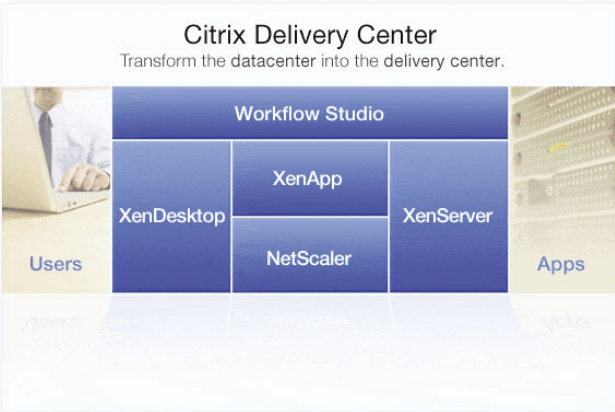 Citrix Delivery Center
Transform the datacenter into the delivery center.
Workflow Studio
XenDesktop
XenApp
NetScaler
XenServer
Users
Apps